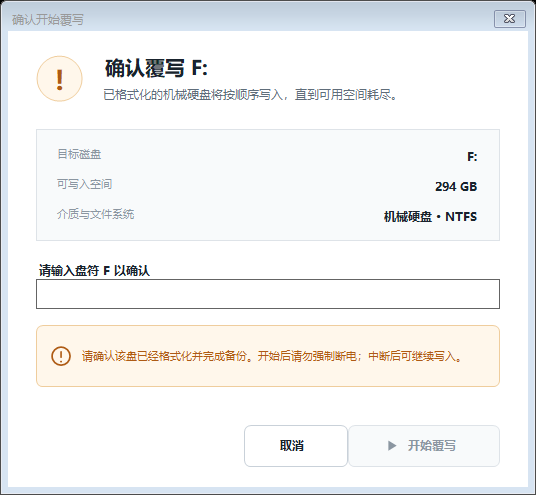 确认开始覆写
确认覆写 F:
已格式化的机械硬盘将按顺序写入，直到可用空间耗尽。
目标磁盘 F:
可写入空间 294 GB
介质与文件系统 机械硬盘 • NTFS
请输入盘符 F 以确认
请确认该盘已经格式化并完成备份。开始后请勿强制断电；中断后可继续写入。
取消 开始覆写